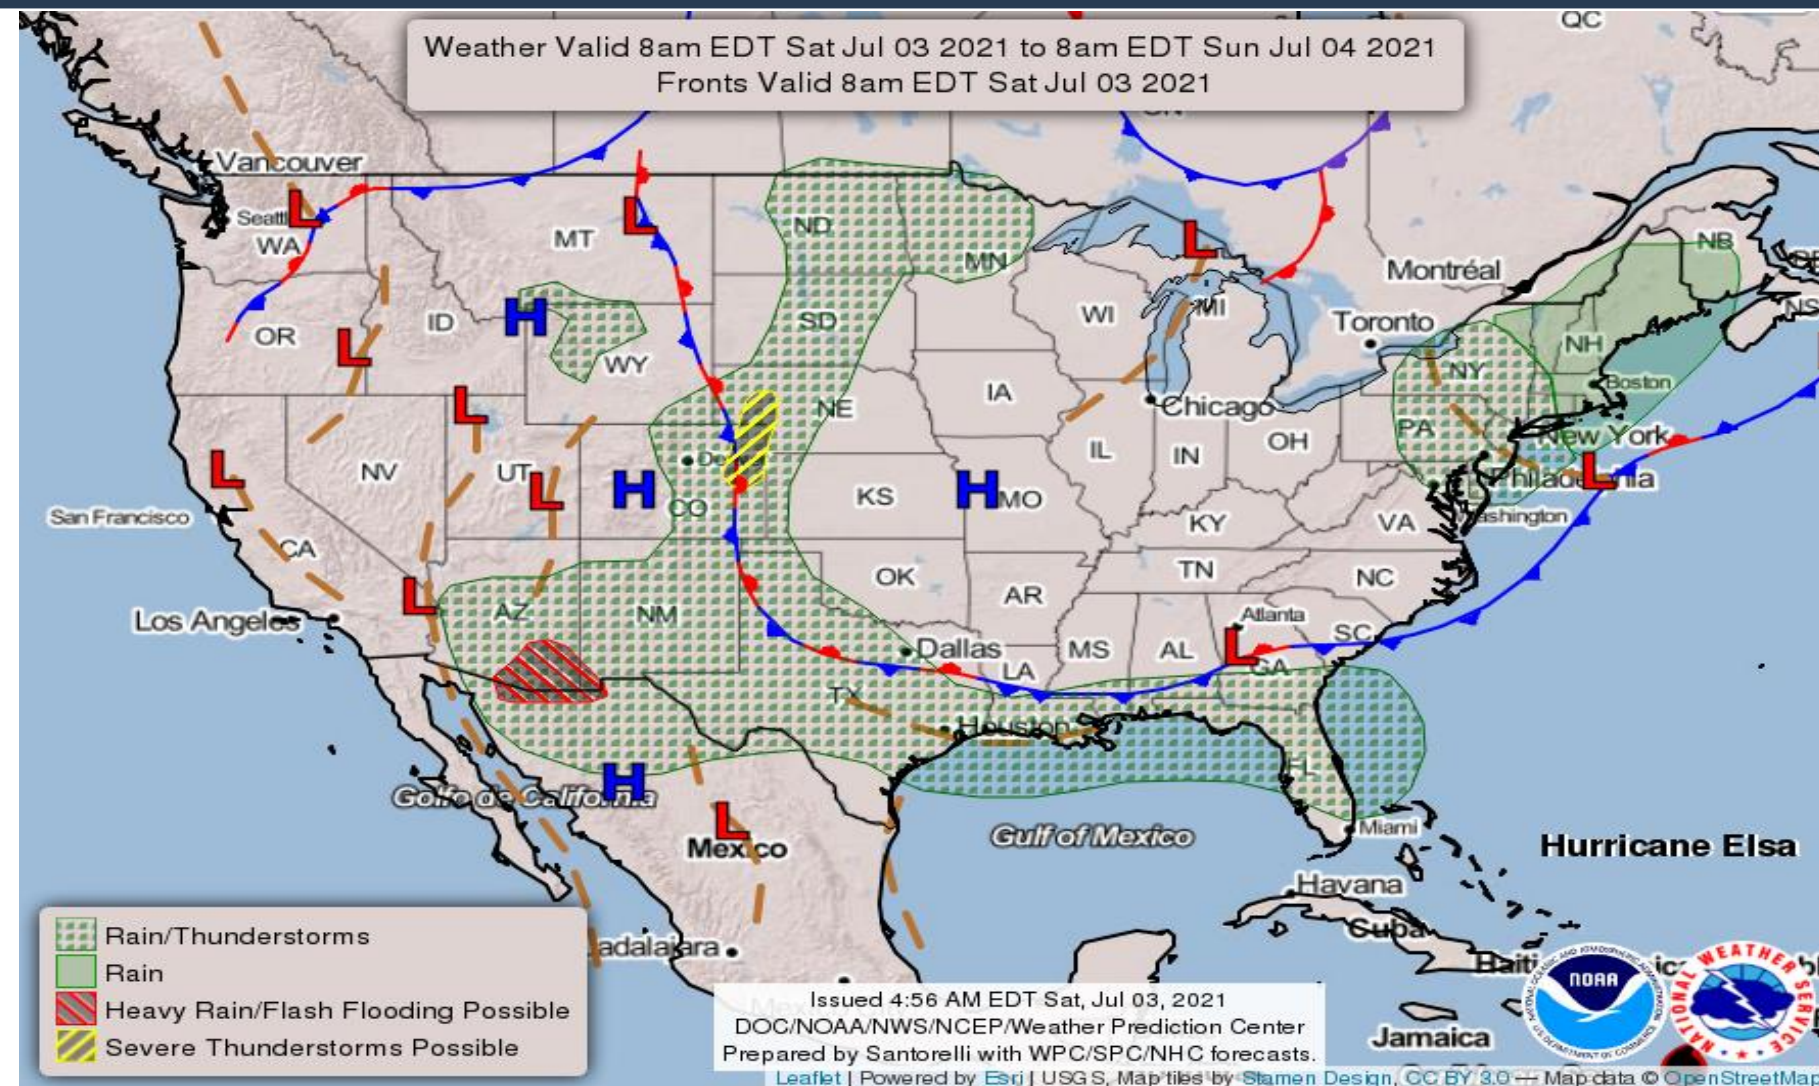 Weather Valid 8am EDT Sat Jul 03 2021 to 8am EDT Sun Jul 04 2021
Fronts Valid 8am EDT Sat Jul 03 2021
QC
Vancouver
Seattl
L
WA
MT
L
ND
MN
L
Montréal
NB
NS
OR
ID
H
WY
SD
WI
MI
Toronto
NY
NH
Boston
L
L
NE
IA
Chicago
PA
New York
L
NV
UT
L
H
CO
KS
H
MO
IL
IN
OH
KY
VA
Philadelphia
L
ashington
San Francisco
CA
Los Angeles
L
AZ
NM
OK
AR
TN
NC
Atlanta
L
GA
SC
Dallas
LA
MS
AL
TX
Houston
FL
H
Golfo de California
L
Mexico
Gulf of Mexico
Miami
Hurricane Elsa
Havana
Cuba
Haiti
Jamaica
adalajara
Rain/Thunderstorms
Rain
Heavy Rain/Flash Flooding Possible
Severe Thunderstorms Possible
Issued 4:56 AM EDT Sat, Jul 03, 2021
DOC/NOAA/NWS/NCEP/Weather Prediction Center
Prepared by Santorelli with WPC/SPC/NHC forecasts.
Leaflet | Powered by Esri | USGS, Map tiles by Stamen Design, CC BY 3.0 — Map data © OpenStreetMap
NOAA
NATIONAL WEATHER SERVICE